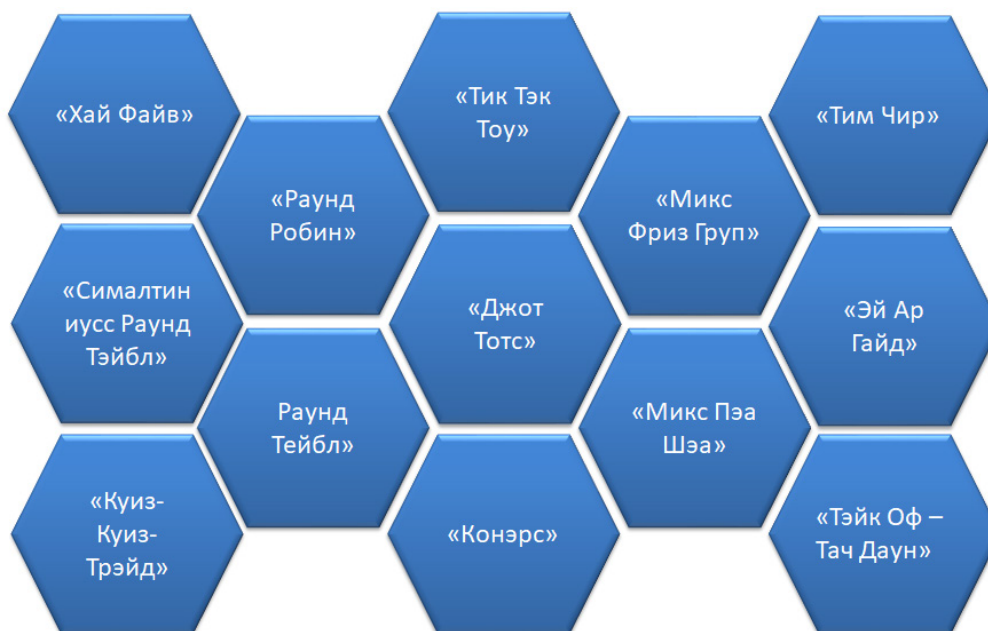 «Хай Файв»
«Тик Тэк
Тоу»
«Тим Чир»
«Раунд
Робин»
«Микс
Фриз Груп»
«Сималтин
иусс Раунд
Тэйбл»
«Джот
Тотс»
«Эй Ар
Гайд»
Раунд
Тейбл»
«Микс Пэа
Шэа»
«Куиз-
Куиз-
Трэйд»
«Конэрс»
«Тэйк Оф –
Тач Даун»